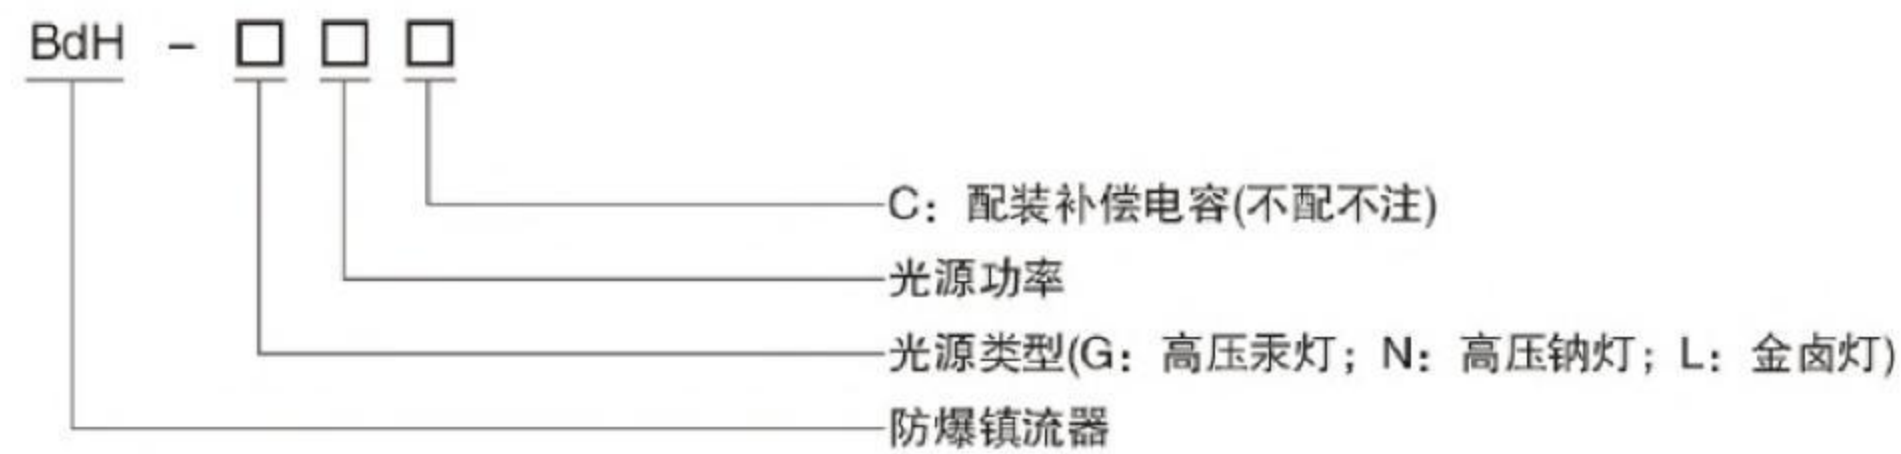 BdH - □ □ □
C：配装补偿电容(不配不注)
光源功率
光源类型(G：高压汞灯；N：高压钠灯；L：金卤灯)
防爆镇流器